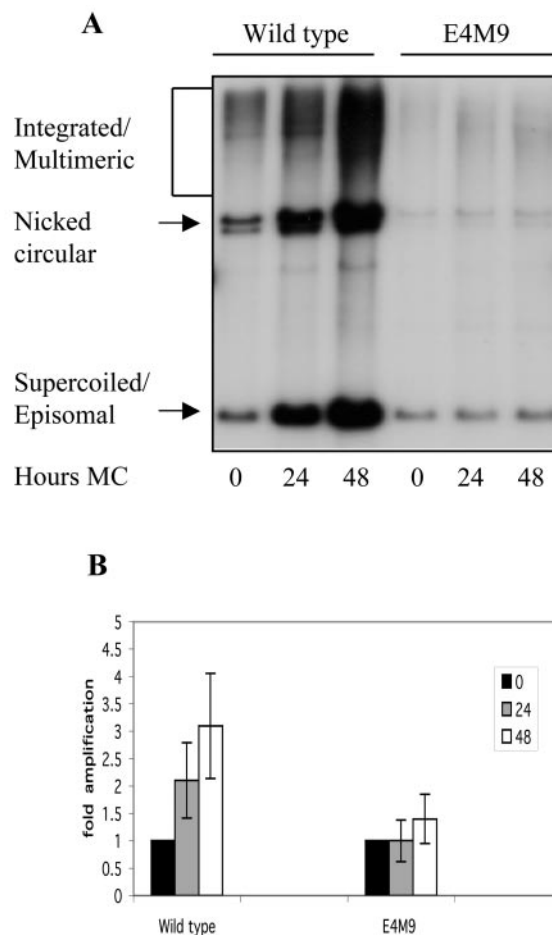 A
Wild type E4M9
Integrated/
Multimeric
Nicked
circular
Supercoiled/
Episomal
Hours MC 0 24 48 0 24 48
B
fold amplification
5
4.5
4
3.5
3
2.5
2
1.5
1
0.5
0
0
24
48
Wild type E4M9